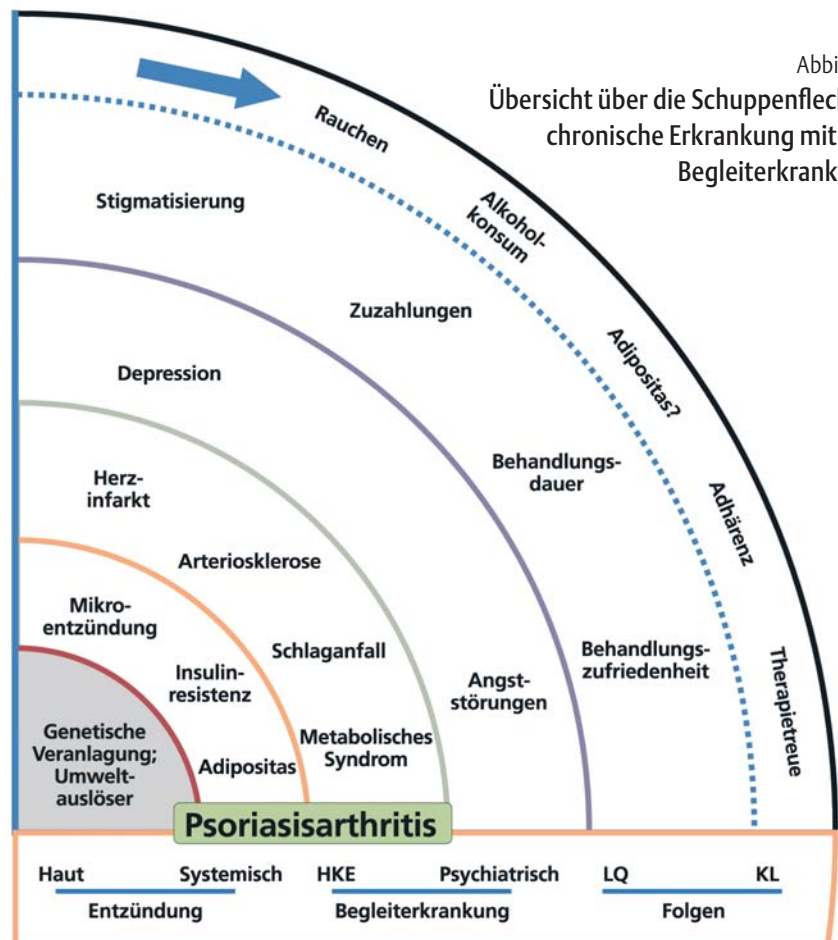 Abbi
Übersicht über die Schuppenflec
chronische Erkrankung mit
Begleiterkrank
Rauchen
Alkohol-
konsum
Adipositas?
Adhärenz
Therapietreue
Stigmatisierung
Zuzahlungen
Behandlungs-
dauer
Behandlungs-
zufriedenheit
Depression
Angst-
störungen
Herz-
infarkt
Arteriosklerose
Schlaganfall
Metabolisches
Syndrom
Mikro-
entzündung
Insulin-
resistenz
Adipositas
Genetische
Veranlagung;
Umwelt-
auslöser
Psoriasisarthritis
Haut Systemisch HKE Psychiatrisch LQ KL
Entzündung Begleiterkrankung Folgen